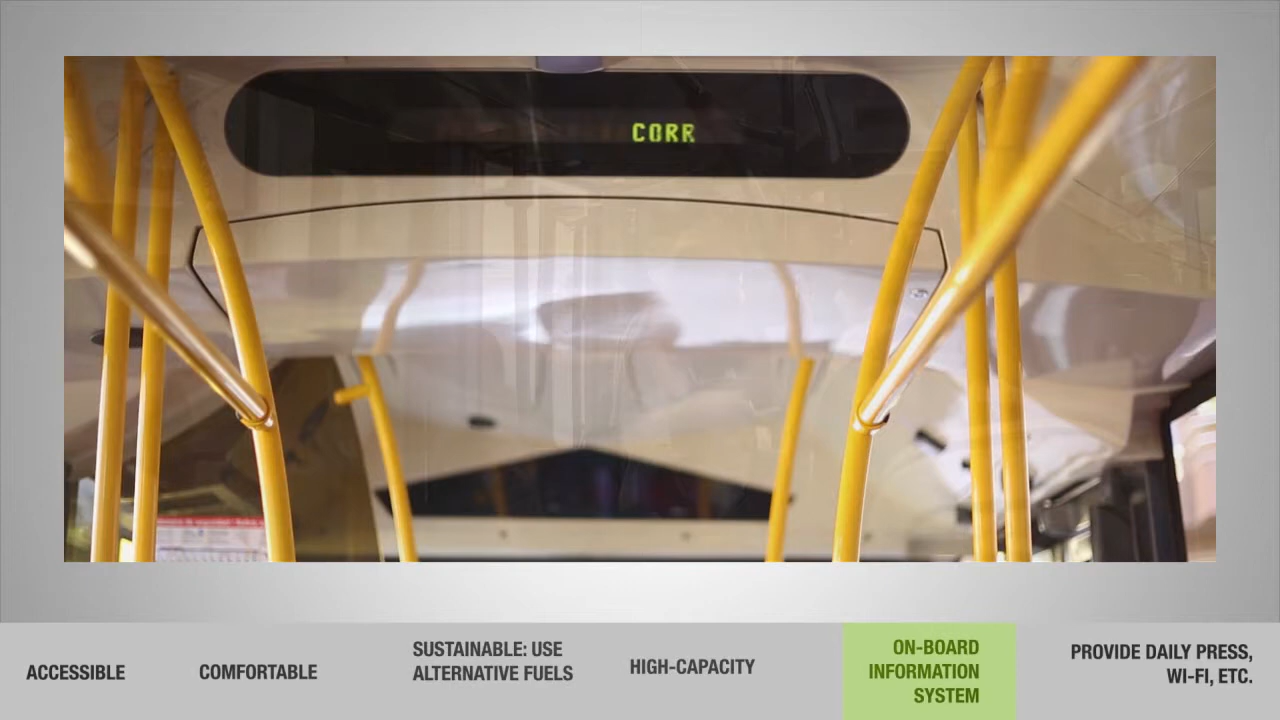 CORR
ACCESSIBLE
COMFORTABLE
SUSTAINABLE: USE
ALTERNATIVE FUELS
HIGH-CAPACITY
ON-BOARD
INFORMATION
SYSTEM
PROVIDE DAILY PRESS,
WI-FI, ETC.